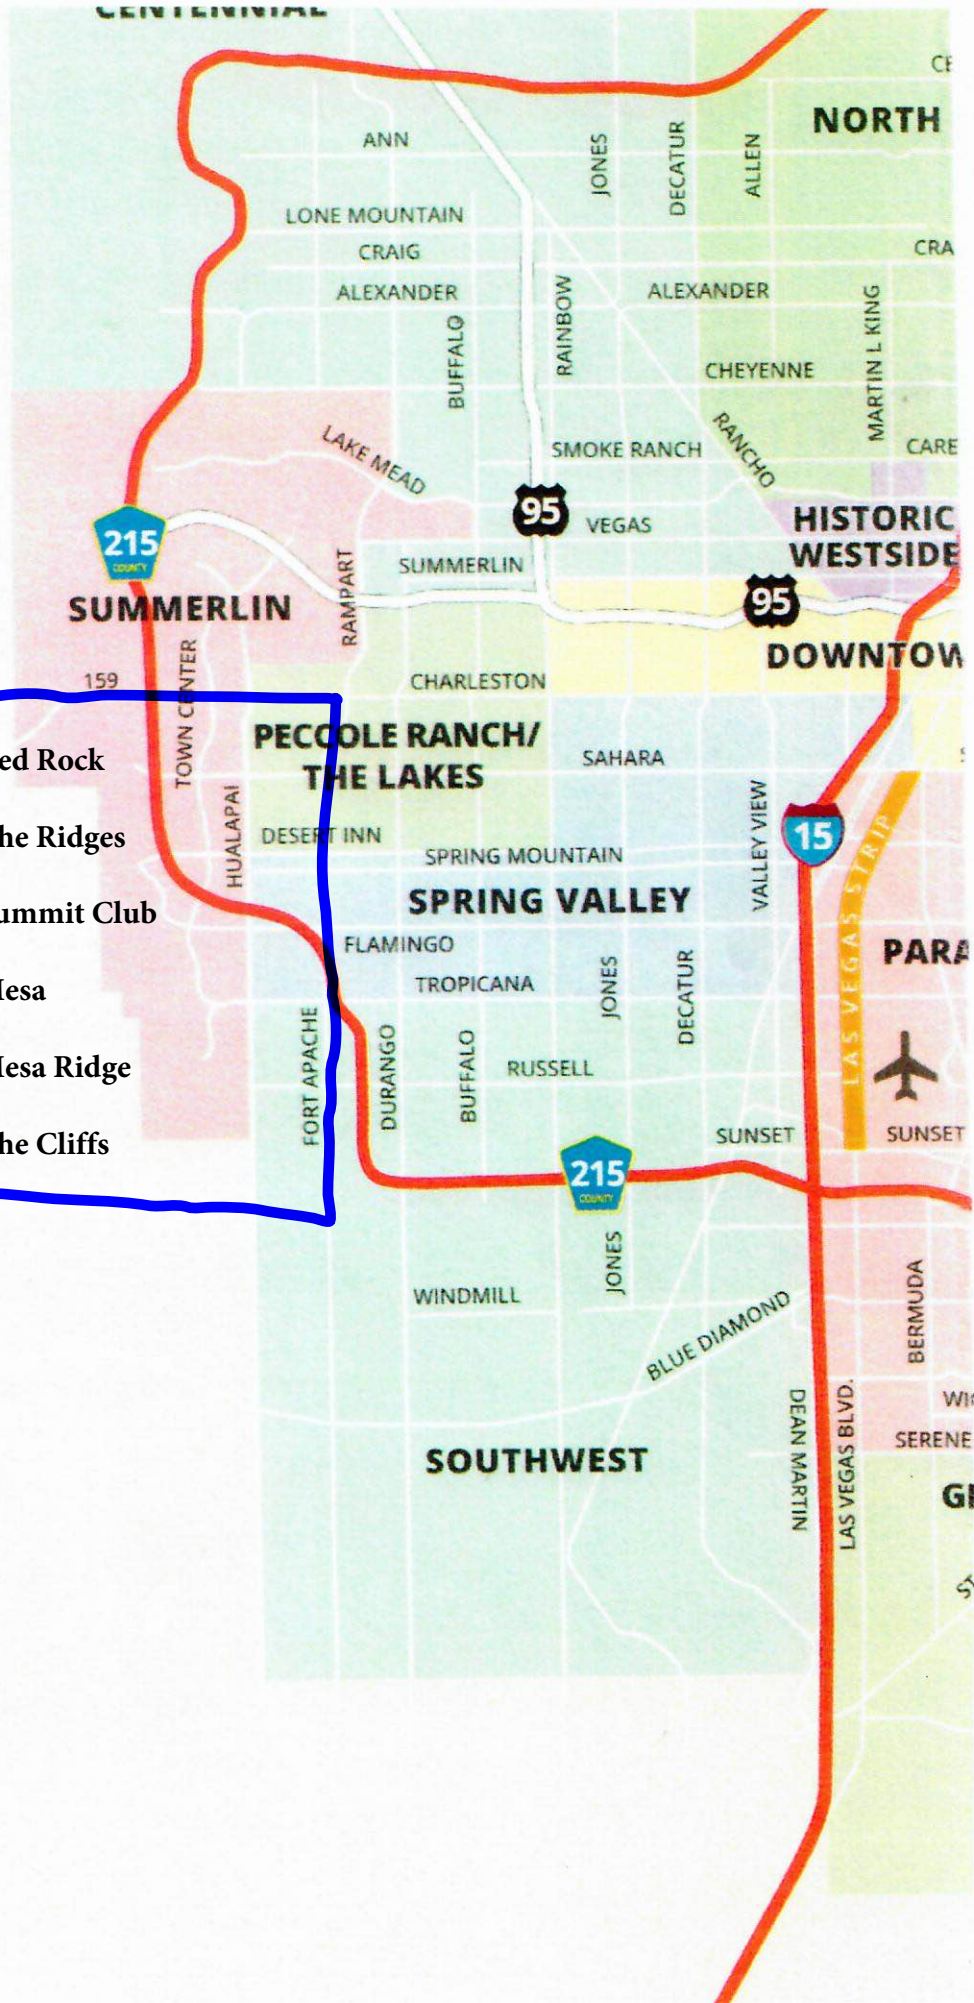 CENTENNIAL
CE
NORTH
ANN
JONES
DECATUR
ALLEN
LONE MOUNTAIN
CRAIG
CRA
ALEXANDER
ALEXANDER
BUFFALO
RAINBOW
MARTIN L KING
CHEYENNE
LAKE MEAD
SMOKE RANCH
RANCHO
CARE
95
VEGAS
HISTORIC
WESTSIDE
215
COUNTY
SUMMERLIN
RAMPART
95
SUMMERLIN
DOWNTOW
159
TOWN CENTER
CHARLESTON
PECCOLE RANCH/
THE LAKES
SAHARA
S
ed Rock
HUALAPAI
VALLEY VIEW
15
LAS VEGAS STRIP
he Ridges
DESERT INN
SPRING MOUNTAIN
SPRING VALLEY
ummit Club
FLAMINGO
PARA
TROPICANA
JONES
DECATUR
esa
FORT APACHE
DURANGO
BUFFALO
RUSSELL
esa Ridge
he Cliffs
SUNSET
SUNSET
215
COUNTY
JONES
WINDMILL
BLUE DIAMOND
BERMUDA
DEAN MARTIN
LAS VEGAS BLVD.
WIG
SERENE
SOUTHWEST
GI
ST